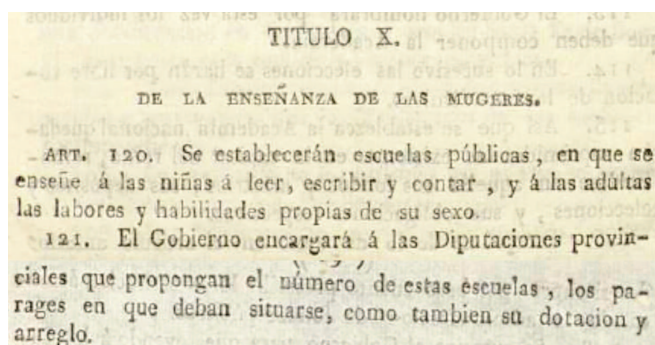 TITULO X.
DE LA ENSEÑANZA DE LAS MUGERES.
ART. 120. Se establecerán escuelas públicas, en que se
enseñe á las niñas á leer, escribir y contar, y á las adultas
las labores y habilidades propias de su sexo.
121. El Gobierno encargará á las Diputaciones provin-
ciales que propongan el número de estas escuelas, los pa-
rages en que deban situarse, como tambien su dotacion y
arreglo.